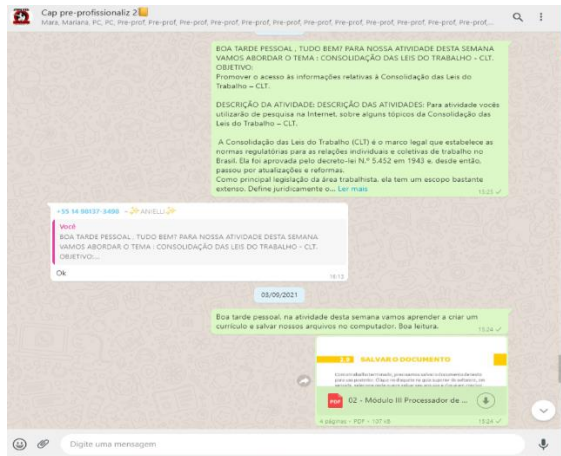 Cap pre-profissionaliz 2
Mara, Mariana, PC, PC, Pre-prof, Pre-prof, Pre-prof, Pre-prof, Pre-prof, Pre-prof, Pre-prof, Pre-prof, Pre-prof, Pre-prof, Pre-prof, Pre-prof,...
BOA TARDE PESSOAL , TUDO BEM? PARA NOSSA ATIVIDADE DESTA SEMANA
VAMOS ABORDAR O TEMA : CONSOLIDAÇÃO DAS LEIS DO TRABALHO - CLT.
OBJETIVO:
Promover o acesso às informações relativas à Consolidação das Leis do
Trabalho – CLT.
DESCRIÇÃO DA ATIVIDADE: DESCRIÇÃO DAS ATIVIDADES: Para atividade vocês
utilizarão de pesquisa na Internet, sobre alguns tópicos da Consolidação das
Leis do Trabalho – CLT.
A Consolidação das Leis do Trabalho (CLT) é o marco legal que estabelece as
normas regulatórias para as relações individuais e coletivas de trabalho no
Brasil. Ela foi aprovada pelo decreto-lei N.º 5.452 em 1943 e, desde então,
passou por atualizações e reformas.
Como principal legislação da área trabalhista, ela tem um escopo bastante
extenso. Define juridicamente o... Ler mais
15:23
~ ANIELLI
Você
BOA TARDE PESSOAL , TUDO BEM? PARA NOSSA ATIVIDADE DESTA SEMANA
VAMOS ABORDAR O TEMA : CONSOLIDAÇÃO DAS LEIS DO TRABALHO - CLT.
OBJETIVO:...
Ok
03/09/2021
Boa tarde pessoal, na atividade desta semana vamos aprender a criar um
currículo e salvar nossos arquivos no computador. Boa leitura.
15:24
SALVAR O DOCUMENTO
PDF
02 - Módulo III Processador de ...
4 páginas • PDF • 107 kB
15:24
Digite uma mensagem